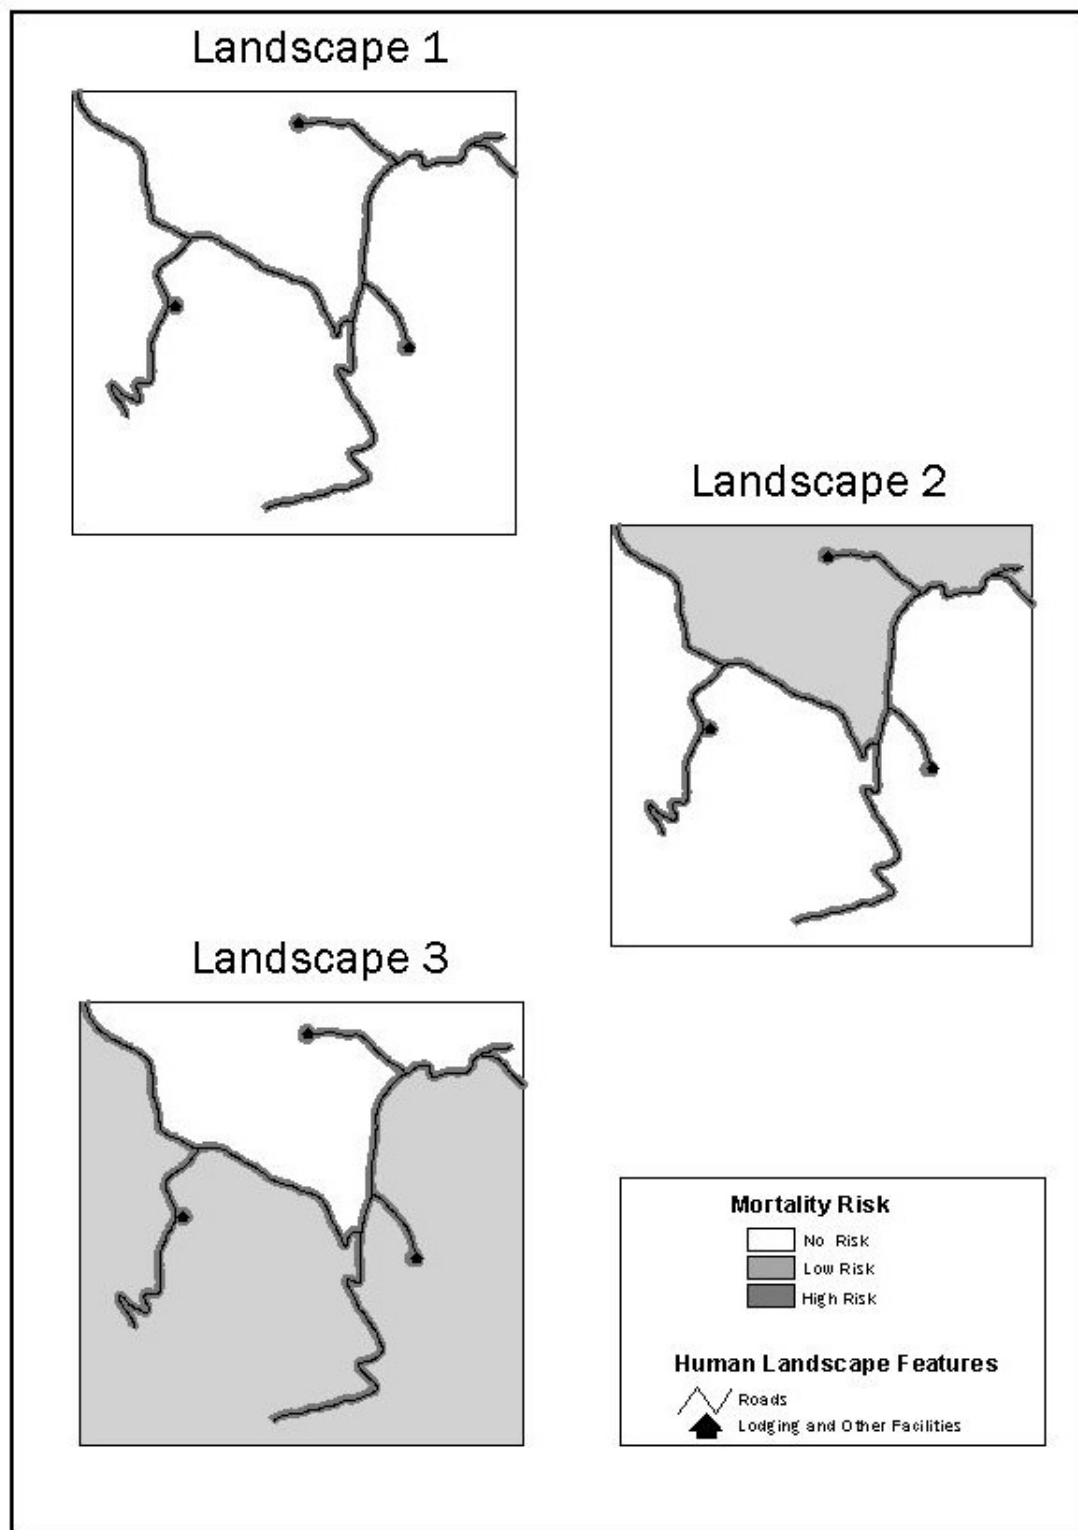 Landscape 1
Landscape 2
Landscape 3
Mortality Risk
No Risk
Low Risk
High Risk
Human Landscape Features
Roads
Lodging and Other Facilities